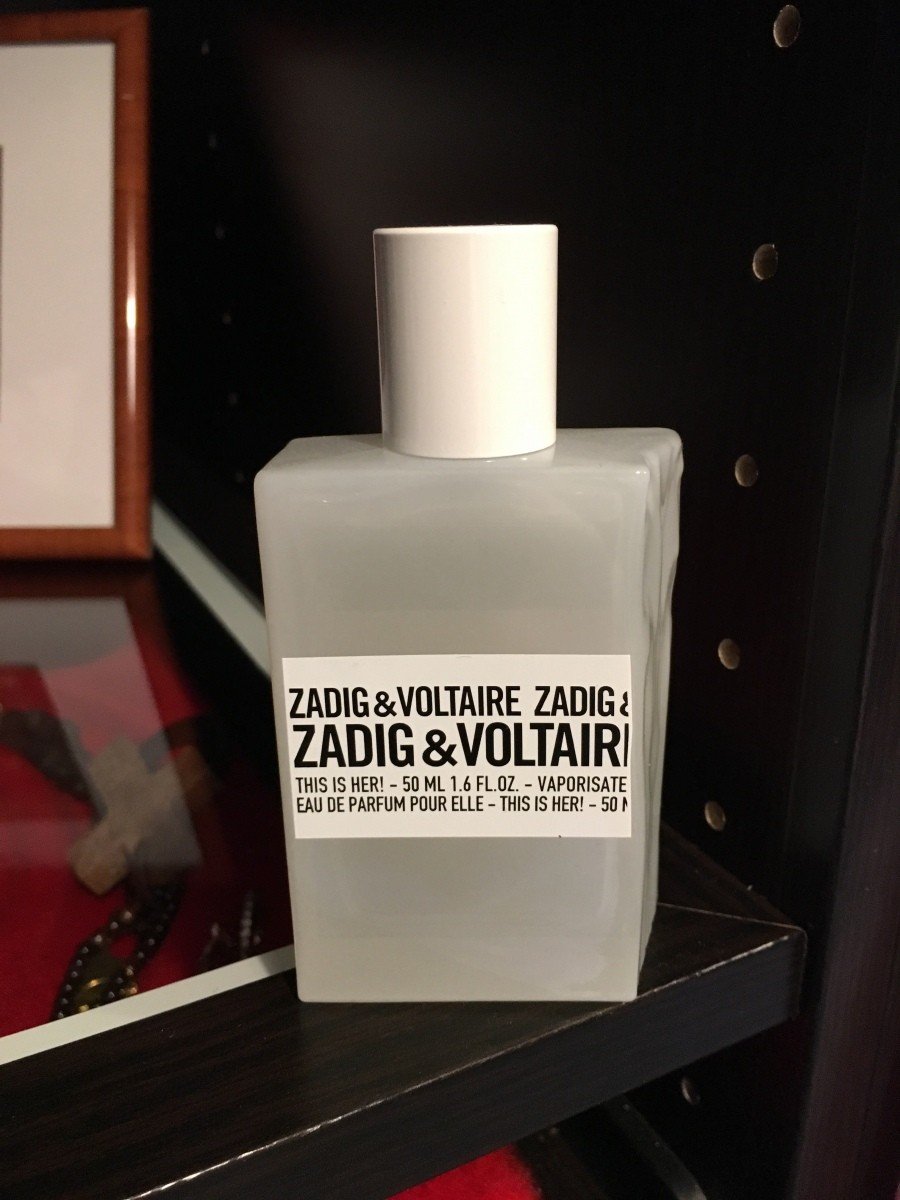 ZADIG&VOLTAIRE ZADIG &
ZADIG &VOLTAIR
THIS IS HER! – 50 ML 1.6 FL.OZ. – VAPORISATE
EAU DE PARFUM POUR ELLE – THIS IS HER! – 50